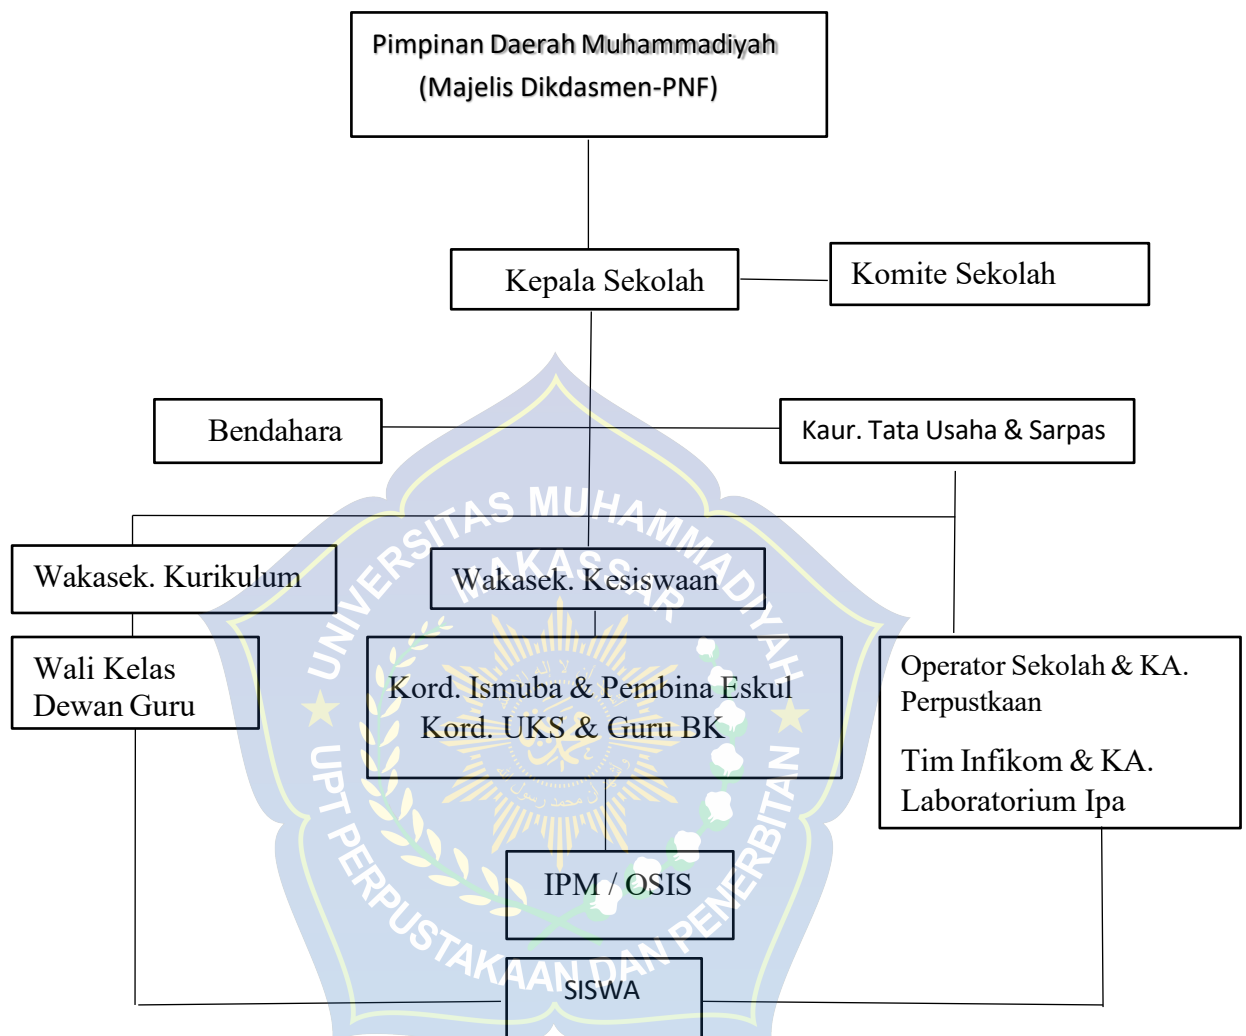 Pimpinan Daerah Muhammadiyah
(Majelis Dikdasmen-PNF)
Kepala Sekolah
Komite Sekolah
Bendahara
Kaur. Tata Usaha & Sarpas
UNIVERSITAS MUHAMMADIYAH
MAKASSAR
Wakasek. Kurikulum
Wakasek. Kesiswaan
Wali Kelas
Dewan Guru
Kord. Ismuba & Pembina Eskul
Kord. UKS & Guru BK
Operator Sekolah & KA.
Perpustkaan
Tim Infikom & KA.
Laboratorium Ipa
IPM / OSIS
UPT PERPUSTAKAAN DAN PENERBITAN
SISWA